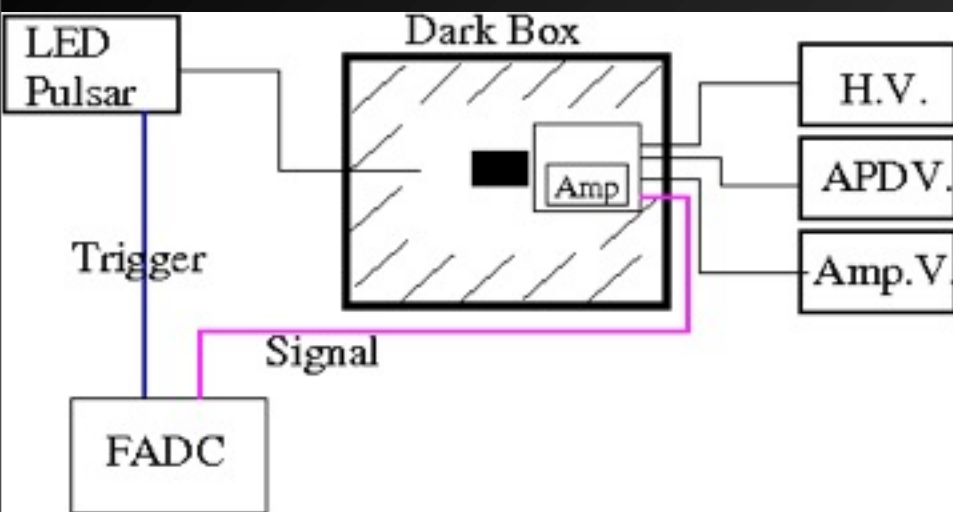 Dark Box
LED
Pulsar
H.V.
APDV.
Amp
Trigger
Amp.V.
Signal
FADC